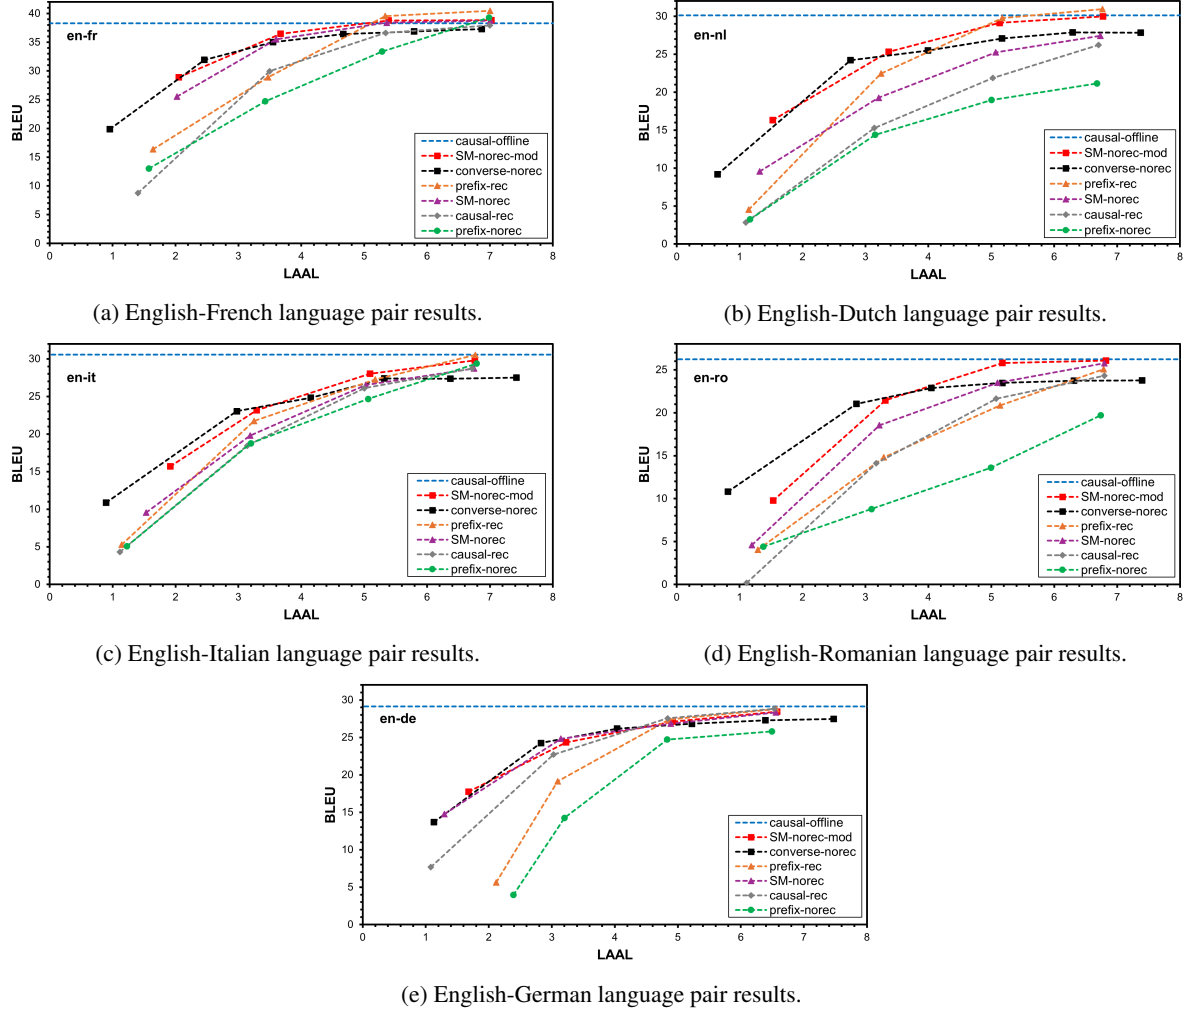 en-fr
BLEU
40
35
30
25
20
15
10
5
0
0 1 2 3 4 5 6 7 8
LAAL
causal-offline
SM-norec-mod
converse-norec
prefix-rec
SM-norec
causal-rec
prefix-norec
(a) English-French language pair results.
en-nl
BLEU
30
25
20
15
10
5
0
0 1 2 3 4 5 6 7 8
LAAL
causal-offline
SM-norec-mod
converse-norec
prefix-rec
SM-norec
causal-rec
prefix-norec
(b) English-Dutch language pair results.
en-it
BLEU
30
25
20
15
10
5
0
0 1 2 3 4 5 6 7 8
LAAL
causal-offline
SM-norec-mod
converse-norec
prefix-rec
SM-norec
causal-rec
prefix-norec
(c) English-Italian language pair results.
en-ro
BLEU
25
20
15
10
5
0
0 1 2 3 4 5 6 7 8
LAAL
causal-offline
SM-norec-mod
converse-norec
prefix-rec
SM-norec
causal-rec
prefix-norec
(d) English-Romanian language pair results.
en-de
BLEU
30
25
20
15
10
5
0
0 1 2 3 4 5 6 7 8
LAAL
causal-offline
SM-norec-mod
converse-norec
prefix-rec
SM-norec
causal-rec
prefix-norec
(e) English-German language pair results.